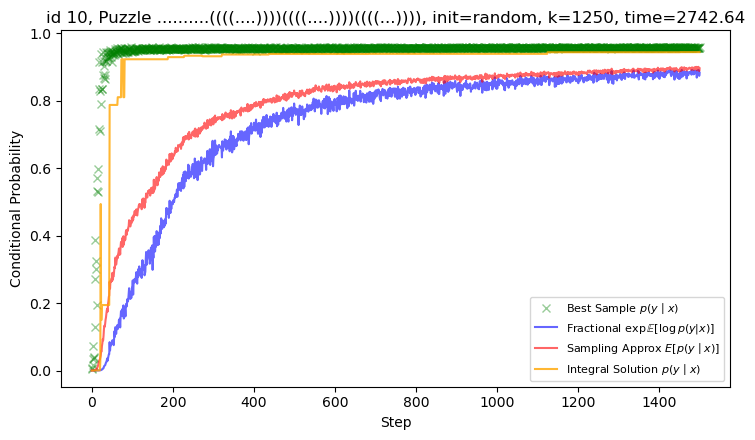 id 10, Puzzle ..........((((....))))((((....))))((((...)))), init=random, k=1250, time=2742.64
1.0
0.8
0.6
0.4
0.2
0.0
Conditional Probability
0
200
400
600
800
1000
1200
1400
Step
Best Sample p(y | x)
Fractional exp𝔼[log p(y|x)]
Sampling Approx E[p(y | x)]
Integral Solution p(y | x)